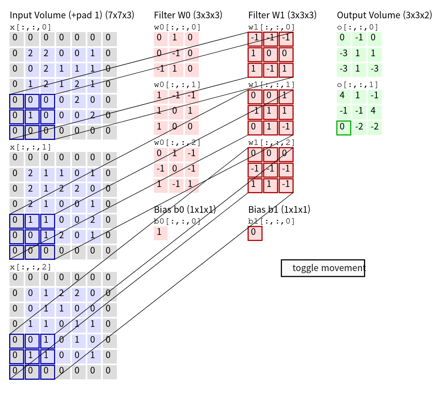 Input Volume (+pad 1) (7x7x3)
x[:,:,0]
0 0 0 0 0 0 0
0 2 2 0 0 1 0
0 0 2 1 1 1 0
0 1 2 1 2 1 0
0 0 0 0 2 0 0
0 1 0 0 0 2 0
0 0 0 0 0 0 0
x[:,:,1]
0 0 0 0 0 0 0
0 2 1 1 0 1 0
0 2 1 2 2 0 0
0 2 1 0 0 1 0
0 1 1 0 0 2 0
0 0 1 2 0 1 0
0 0 0 0 0 0 0
x[:,:,2]
0 0 0 0 0 0 0
0 0 1 2 2 0 0
0 0 1 1 0 0 0
0 1 1 0 1 1 0
0 0 1 0 1 0 0
0 1 1 0 0 1 0
0 0 0 0 0 0 0
Filter W0 (3x3x3)
w0[:,:,0]
0 1 0
0 -1 0
-1 1 0
w0[:,:,1]
1 -1 -1
1 0 1
1 0 0
w0[:,:,2]
0 1 -1
-1 0 -1
1 -1 1
Bias b0 (1x1x1)
b0[:,:,0]
1
Filter W1 (3x3x3)
w1[:,:,0]
-1 -1 -1
1 0 0
1 -1 1
w1[:,:,1]
0 0 1
1 1 1
0 1 -1
w1[:,:,2]
0 0 0
-1 -1 -1
1 1 -1
Bias b1 (1x1x1)
b1[:,:,0]
0
Output Volume (3x3x2)
o[:,:,0]
0 -1 0
-3 1 1
-3 1 -3
o[:,:,1]
4 1 -1
-1 -1 4
0 -2 -2
toggle movement